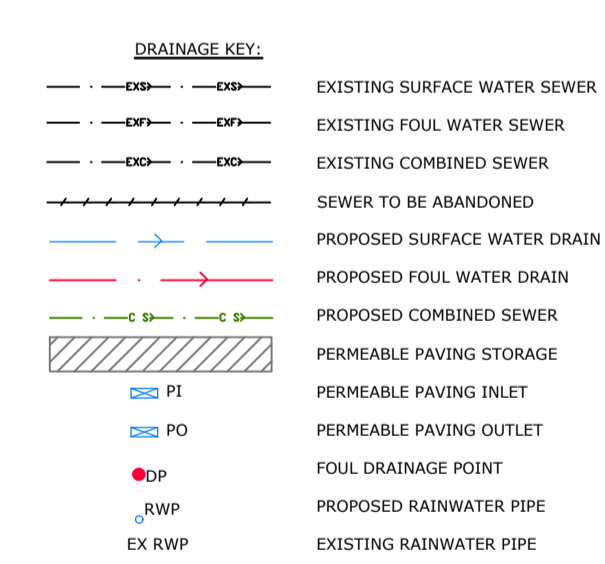 DRAINAGE KEY:
EXS EXS EXISTING SURFACE WATER SEWER
EXF EXF EXISTING FOUL WATER SEWER
EXC EXC EXISTING COMBINED SEWER
SEWER TO BE ABANDONED
PROPOSED SURFACE WATER DRAIN
PROPOSED FOUL WATER DRAIN
C S C S PROPOSED COMBINED SEWER
PERMEABLE PAVING STORAGE
PI PERMEABLE PAVING INLET
PO PERMEABLE PAVING OUTLET
DP FOUL DRAINAGE POINT
RWP PROPOSED RAINWATER PIPE
EX RWP EXISTING RAINWATER PIPE